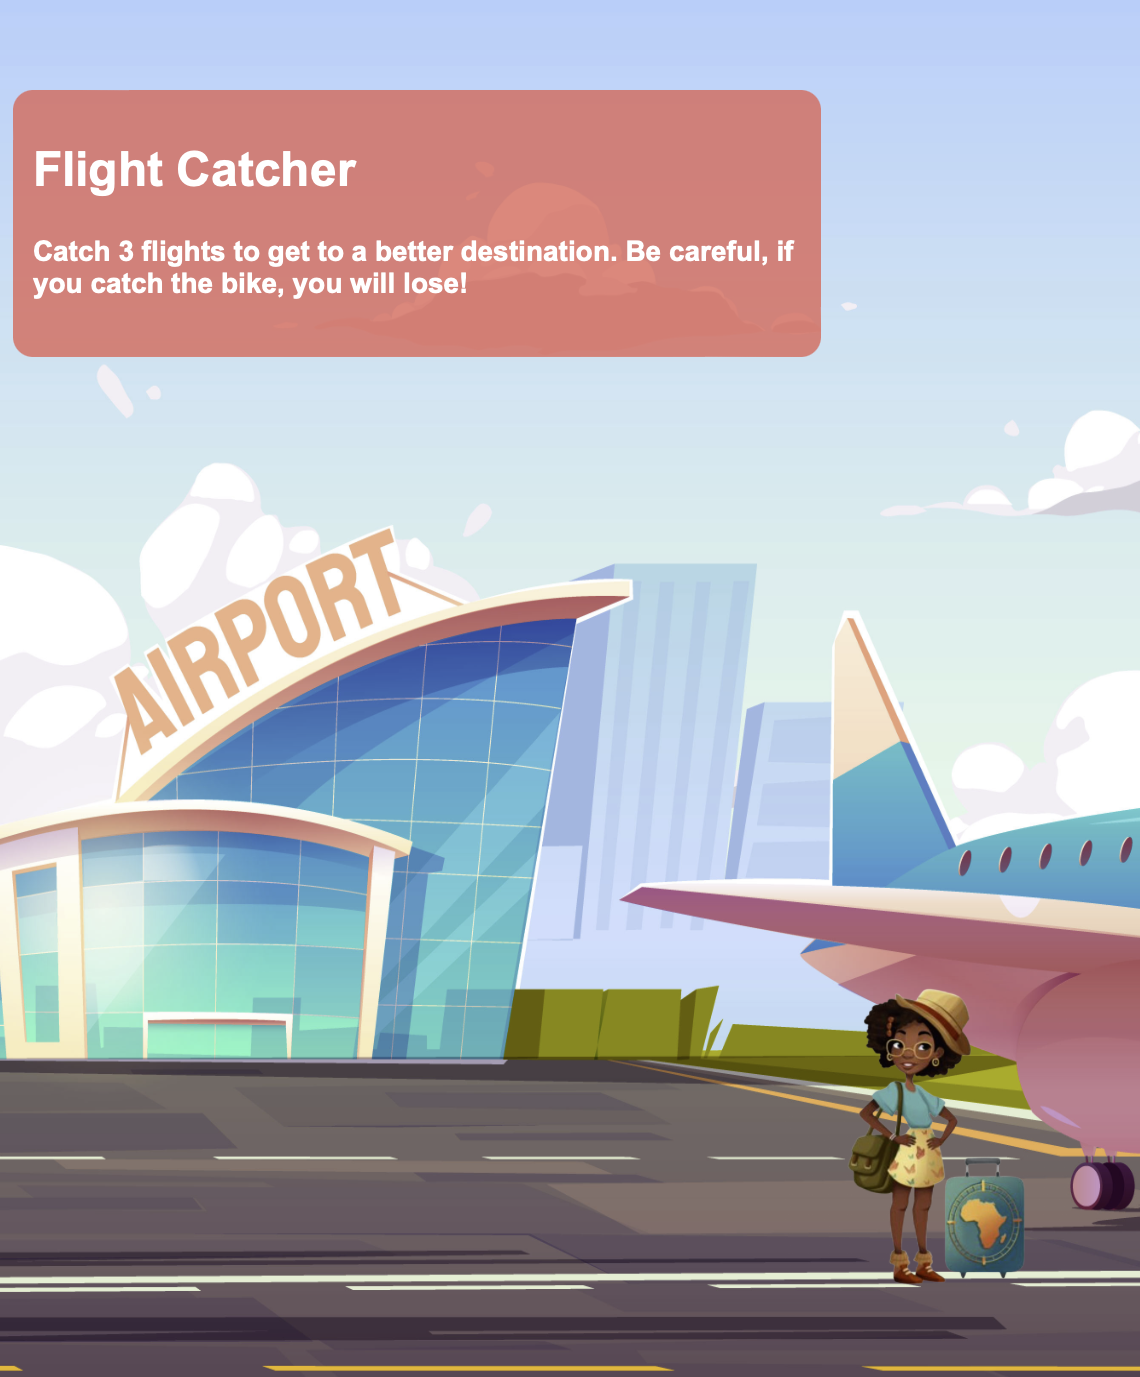 Flight Catcher
Catch 3 flights to get to a better destination. Be careful, if
you catch the bike, you will lose!
AIRPORT